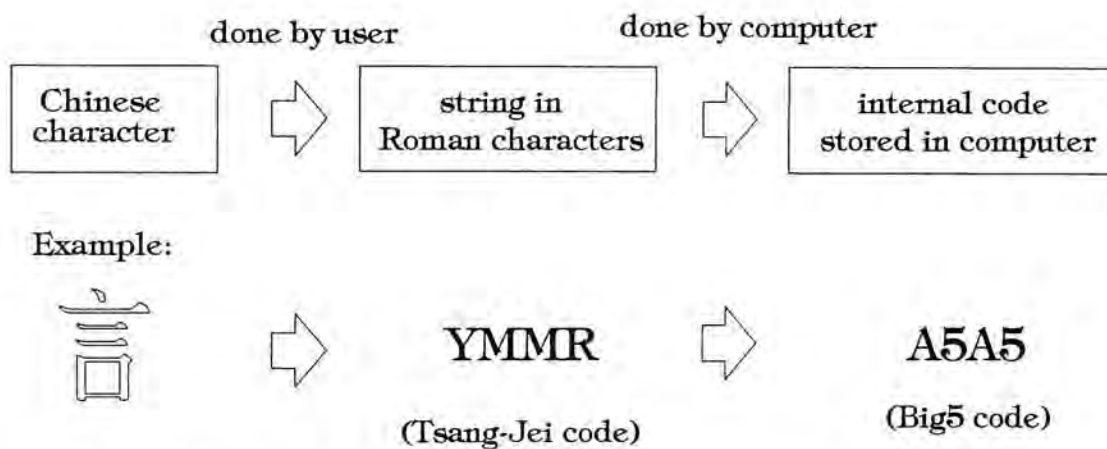 done by user
done by computer
Chinese
character
string in
Roman characters
internal code
stored in computer
Example:
言
YMMR
A5A5
(Tsang-Jei code)
(Big5 code)